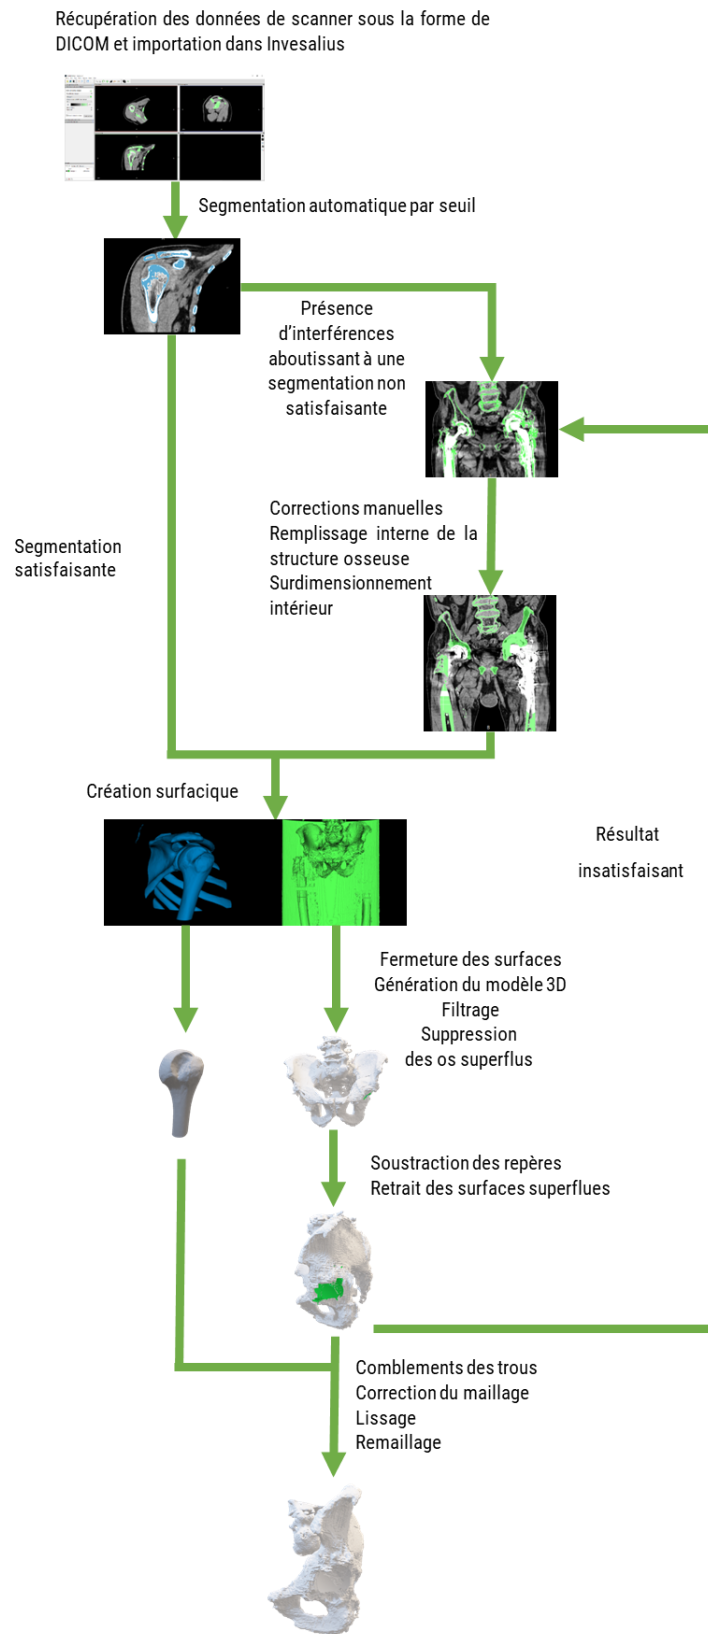 Récupération des données de scanner sous la forme de
DICOM et importation dans Invesalius
Segmentation automatique par seuil
Présence
d’interférences
aboutissant à une
segmentation non
satisfaisante
Corrections manuelles
Remplissage interne de la
structure osseuse
Surdimensionnement
intérieur
Segmentation
satisfaisante
Création surfacique
Résultat
insatisfaisant
Fermeture des surfaces
Génération du modèle 3D
Filtrage
Suppression
des os superflus
Soustraction des repères
Retrait des surfaces superflues
Comblements des trous
Correction du maillage
Lissage
Remaillage